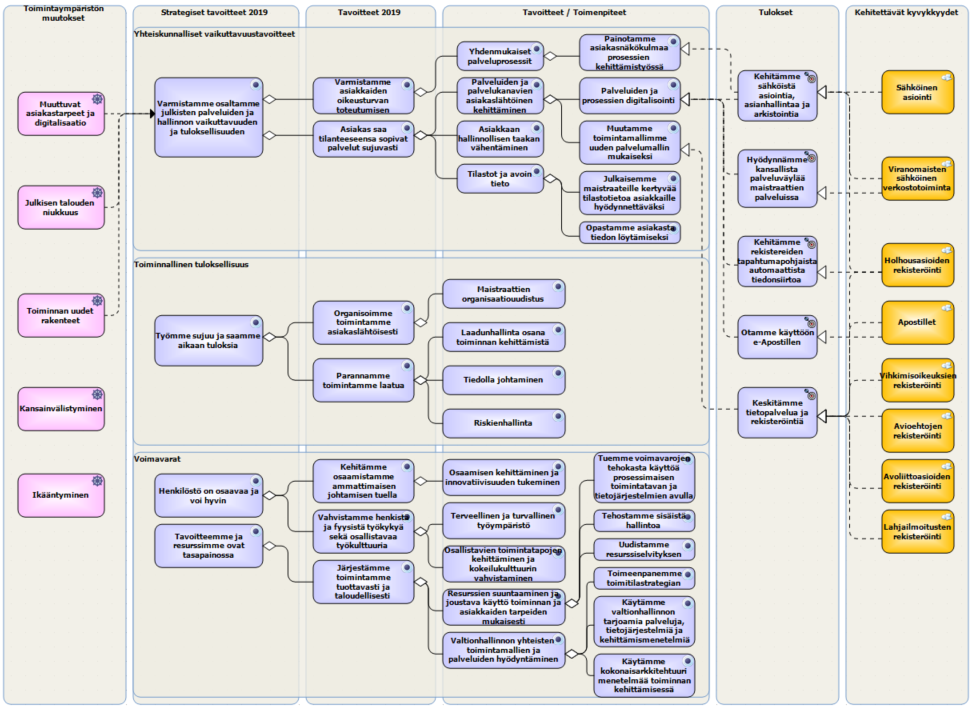 Toimintaympäristön
muutokset
Strategiset tavoitteet 2019
Tavoitteet 2019
Tavoitteet / Toimenpiteet
Tulokset
Kehitettävät kyvykkyydet
Muuttuvat
asiakastarpeet ja
digitalisaatio
Julkisen talouden
niukkuus
Toiminnan uudet
rakenteet
Kansainvälistyminen
Ikääntyminen
Yhteiskunnalliset vaikuttavuustavoitteet
Varmistamme osaltamme
julkisten palveluiden ja
hallinnon vaikuttavuuden
ja tuloksellisuuden
Varmistamme
asiakkaiden
oikeusturvan
toteutumisen
Asiakas saa
tilanteeseensa sopivat
palvelut sujuvasti
Yhdenmukaiset
palveluprosessit
Palveluiden ja
palvelukanavien
asiakaslähtöinen
kehittäminen
Asiakkaan
hallinnollisen taakan
vähentäminen
Tilastot ja avoin
tieto
Painotamme
asiakasnäkökulmaa
prosessien
kehittämistyössä
Palveluiden ja
prosessien digitalisointi
Muutamme
toimintamallimme
uuden palvelumallin
mukaiseksi
Julkaisemme
maistraateille kertyvää
tilastotietoa asiakkaille
hyödynnettäväksi
Opastamme asiakasta
tiedon löytämiseksi
Toiminnallinen tuloksellisuus
Työmme sujuu ja saamme
aikaan tuloksia
Organisoimme
toimintamme
asiakaslähtöisesti
Parannamme
toimintamme laatua
Maistraattien
organisaatiouudistus
Laadunhallinta osana
toiminnan kehittämistä
Tiedolla johtaminen
Riskienhallinta
Voimavarat
Henkilöstö on osaavaa ja
voi hyvin
Tavoitteemme ja
resurssimme ovat
tasapainossa
Kehitämme
osaamistamme
ammattimaisen
johtamisen tuella
Vahvistamme henkistä
ja fyysistä työkykyä
sekä osallistavaa
työkulttuuria
Järjestämme
toimintamme
tuottavasti ja
taloudellisesti
Osaamisen kehittäminen ja
innovatiivisuuden tukeminen
Terveellinen ja turvallinen
työympäristö
Osallistavien toimintatapojen
kehittäminen ja
kokeilukulttuurin
vahvistaminen
Resurssien suuntaaminen ja
joustava käyttö toiminnan ja
asiakkaiden tarpeiden
mukaisesti
Valtionhallinnon yhteisten
toimintamallien ja
palveluiden hyödyntäminen
Tuemme voimavarojen
tehokasta käyttöä
prosessimaisen
toimintatavan ja
tietojärjestelmien avulla
Tehostamme sisäistä
hallintoa
Uudistamme
resurssiselvityksen
Toimeenpanemme
toimitilastrategian
Käytämme
valtionhallinnon
tarjoamia palveluja,
tietojärjestelmiä ja
kehittämismenetelmiä
Käytämme
kokonaisarkkitehtuuri
menetelmää toiminnan
kehittämisessä
Kehitämme
sähköistä
asiointia,
asianhallintaa ja
arkistointia
Hyödynnämme
kansallista
palveluväylää
maistraattien
palveluissa
Kehitämme
rekistereiden
tapahtumapohjaista
automaattista
tiedonsiirtoa
Otamme käyttöön
e-Apostillen
Keskitämme
tietopalvelua ja
rekisteröintiä
Sähköinen
asiointi
Viranomaisten
sähköinen
verkostotoiminta
Holhousasioiden
rekisteröinti
Apostillet
Vihkimisoikeuksien
rekisteröinti
Avioehtojen
rekisteröinti
Avoliittoasioiden
rekisteröinti
Lahjailmoitusten
rekisteröinti